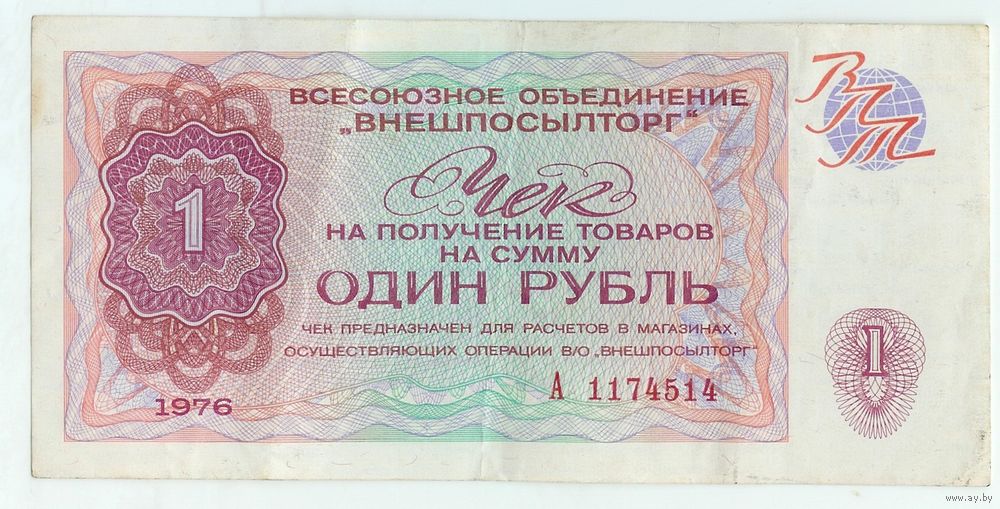 ВСЕСОЮЗНОЕ ОБЪЕДИНЕНИЕ
„ВНЕШПОСЫЛТОРГ"
ВПТ
Чек
1
НА ПОЛУЧЕНИЕ ТОВАРОВ
НА СУММУ
ОДИН РУБЛЬ
ЧЕК ПРЕДНАЗНАЧЕН ДЛЯ РАСЧЕТОВ В МАГАЗИНАХ,
ОСУЩЕСТВЛЯЮЩИХ ОПЕРАЦИИ В/О „ВНЕШПОСЫЛТОРГ"
1
А 1174514
1976
www.ay.by